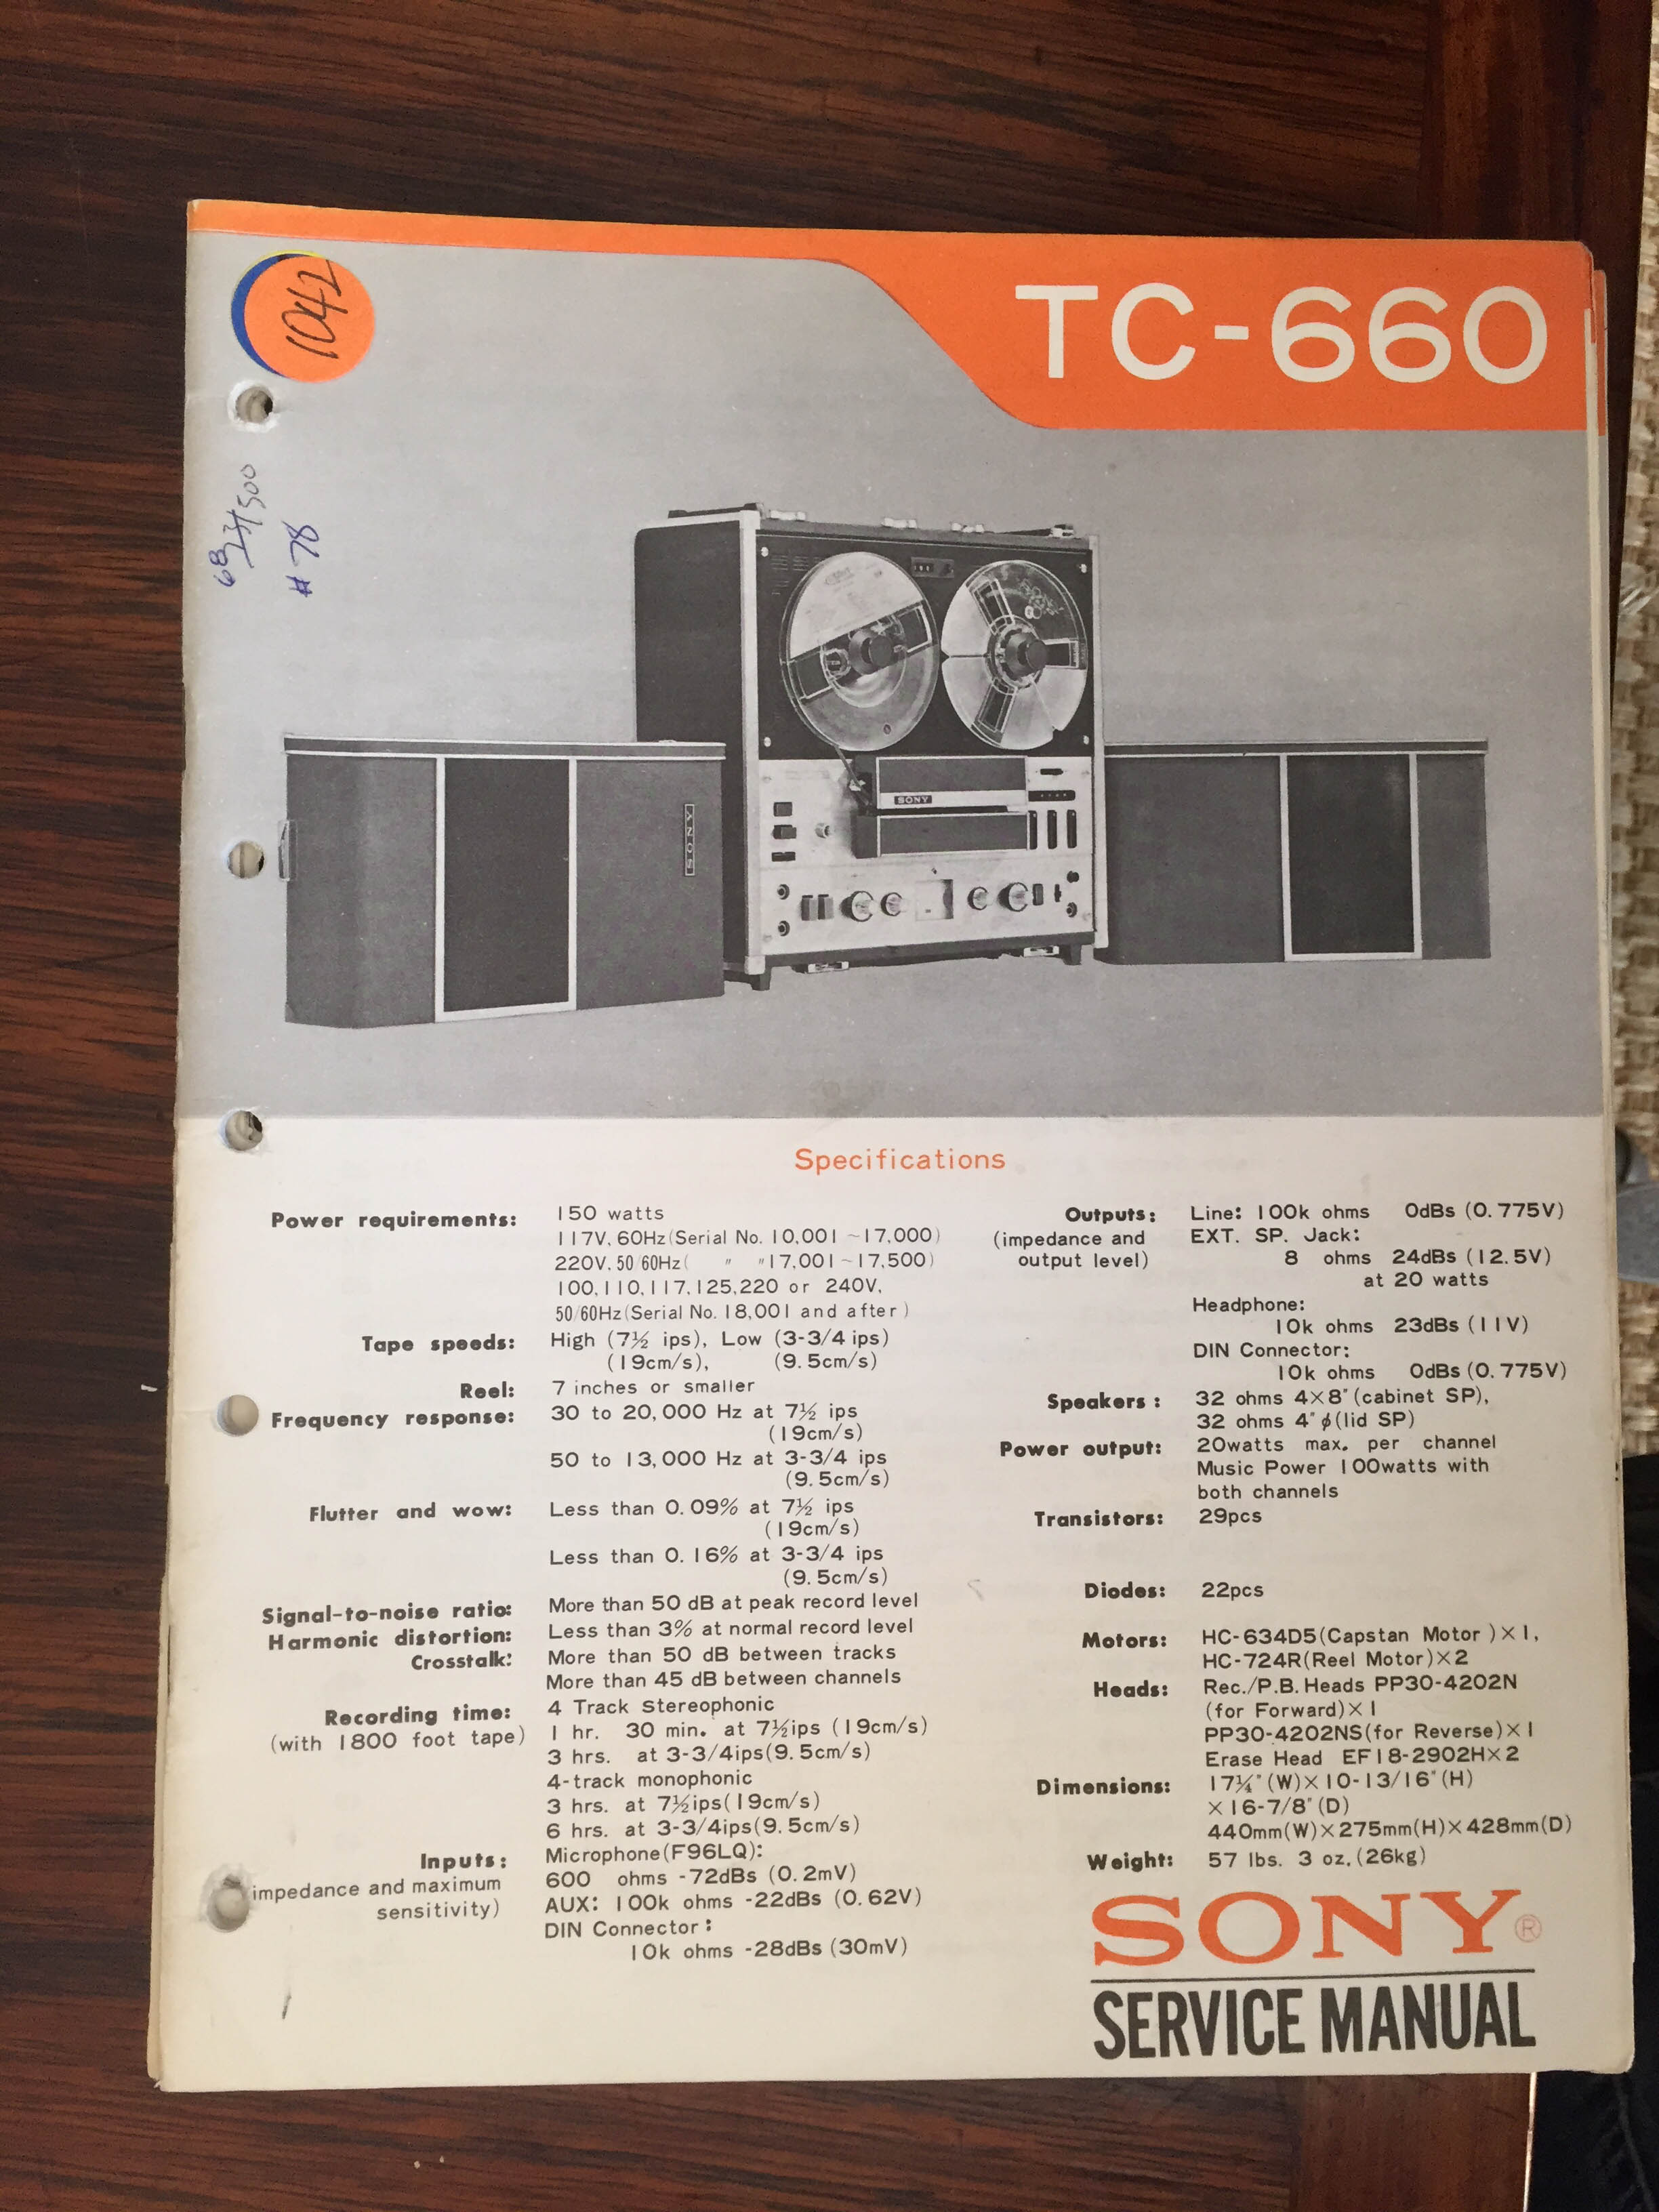 TC-660
1042
#78
SONY
SONY
Specifications
Power requirements: 150 watts
117V, 60Hz (Serial No. 10,001 ~17,000)
220V, 50/60Hz ( 〃 〃17,001~17,500)
100, 110, 117, 125, 220 or 240V,
50/60Hz (Serial No. 18,001 and after)
Tape speeds: High (7½ ips), Low (3-3/4 ips)
(19cm/s), (9.5cm/s)
Reel: 7 inches or smaller
Frequency response: 30 to 20,000 Hz at 7½ ips
(19cm/s)
50 to 13,000 Hz at 3-3/4 ips
(9.5cm/s)
Flutter and wow: Less than 0.09% at 7½ ips
(19cm/s)
Less than 0.16% at 3-3/4 ips
(9.5cm/s)
Signal-to-noise ratio: More than 50 dB at peak record level
Harmonic distortion: Less than 3% at normal record level
Crosstalk: More than 50 dB between tracks
More than 45 dB between channels
Recording time: 4 Track Stereophonic
(with 1800 foot tape) 1 hr. 30 min. at 7½ips (19cm/s)
3 hrs. at 3-3/4ips(9.5cm/s)
4-track monophonic
3 hrs. at 7½ips(19cm/s)
6 hrs. at 3-3/4ips(9.5cm/s)
Inputs: Microphone(F96LQ):
impedance and maximum 600 ohms -72dBs (0.2mV)
sensitivity) AUX: 100k ohms -22dBs (0.62V)
DIN Connector:
10k ohms -28dBs (30mV)
Outputs: Line: 100k ohms 0dBs (0.775V)
(impedance and EXT. SP. Jack:
output level) 8 ohms 24dBs (12.5V)
at 20 watts
Headphone:
10k ohms 23dBs (11V)
DIN Connector:
10k ohms 0dBs (0.775V)
Speakers: 32 ohms 4×8" (cabinet SP),
32 ohms 4"φ(lid SP)
Power output: 20watts max. per channel
Music Power 100watts with
both channels
Transistors: 29pcs
Diodes: 22pcs
Motors: HC-634D5(Capstan Motor )×1,
HC-724R(Reel Motor)×2
Heads: Rec./P.B. Heads PP30-4202N
(for Forward)×1
PP30-4202NS(for Reverse)×1
Erase Head EF18-2902H×2
Dimensions: 17¼"(W)×10-13/16"(H)
×16-7/8"(D)
440mm(W)×275mm(H)×428mm(D)
Weight: 57 lbs. 3 oz. (26kg)
SONY®
SERVICE MANUAL